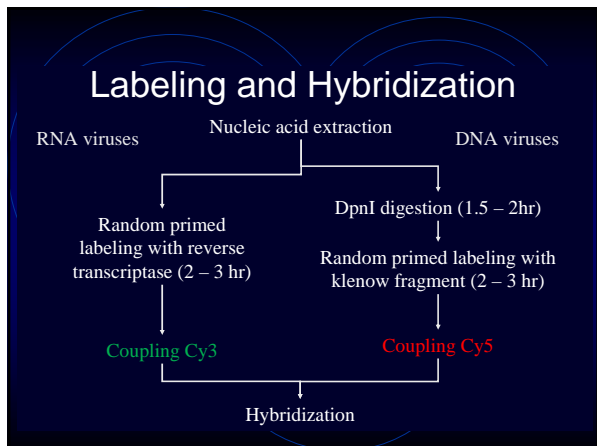 Labeling and Hybridization
Nucleic acid extraction
RNA viruses
DNA viruses
Random primed
labeling with reverse
transcriptase (2 – 3 hr)
Coupling Cy3
DpnI digestion (1.5 – 2hr)
Random primed labeling with
klenow fragment (2 – 3 hr)
Coupling Cy5
Hybridization